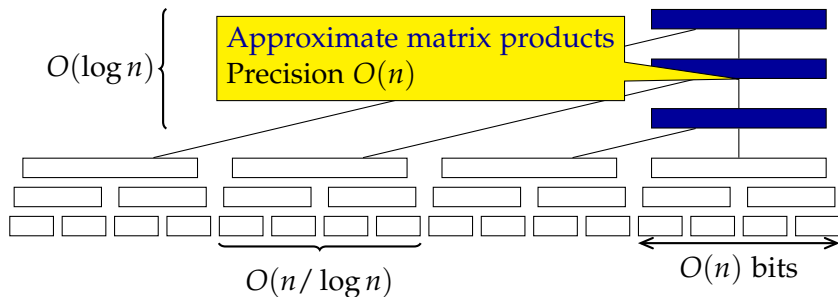 Approximate matrix products
O(log n)
Precision O(n)
O(n/ log n)
O(n) bits